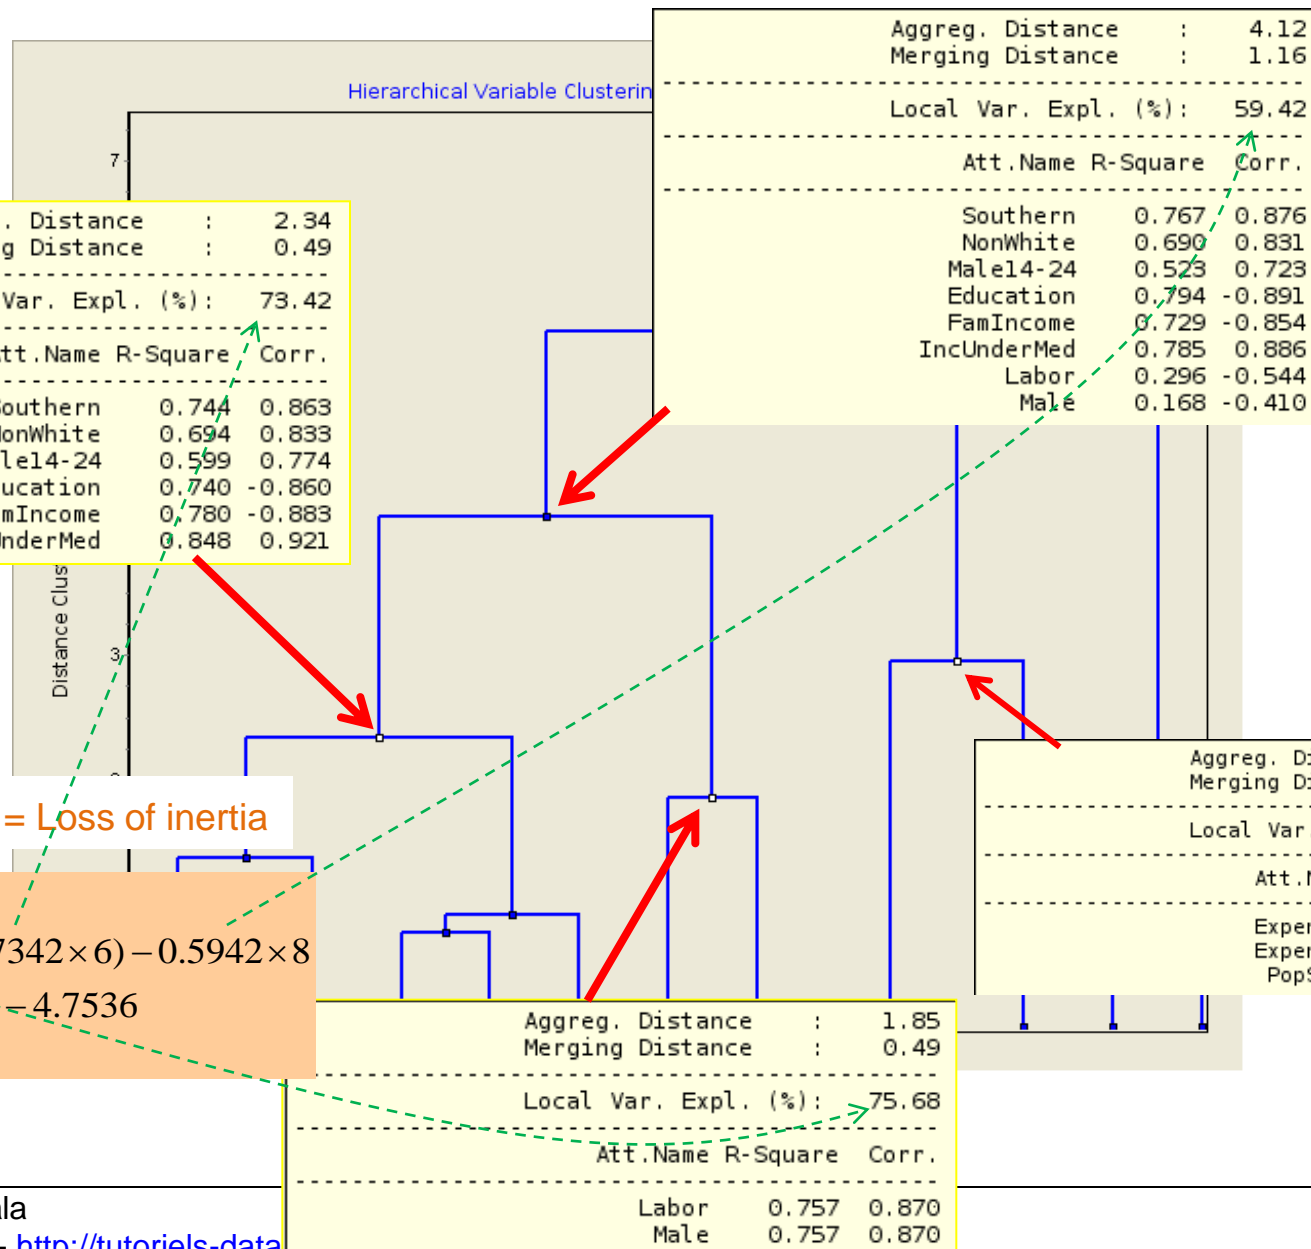 Hierarchical Variable Clusterin
7
3
Distance Clus
Aggreg. Distance : 4.12
Merging Distance : 1.16
Local Var. Expl. (%): 59.42
Att.Name R-Square Corr.
Southern 0.767 0.876
NonWhite 0.690 0.831
Male14-24 0.523 0.723
Education 0.794 -0.891
FamIncome 0.729 -0.854
IncUnderMed 0.785 0.886
Labor 0.296 -0.544
Male 0.168 -0.410
. Distance : 2.34
g Distance : 0.49
Var. Expl. (%): 73.42
tt.Name R-Square Corr.
outhern 0.744 0.863
onWhite 0.694 0.833
le14-24 0.599 0.774
ucation 0.740 -0.860
mIncome 0.780 -0.883
nderMed 0.848 0.921
= Loss of inertia
7342×6)−0.5942×8
−4.7536
Aggreg. Di
Merging Di
Local Var.
Att.N
Exper
Exper
PopS
Aggreg. Distance : 1.85
Merging Distance : 0.49
Local Var. Expl. (%): 75.68
Att.Name R-Square Corr.
Labor 0.757 0.870
Male 0.757 0.870
la
- http://tutoriels-data